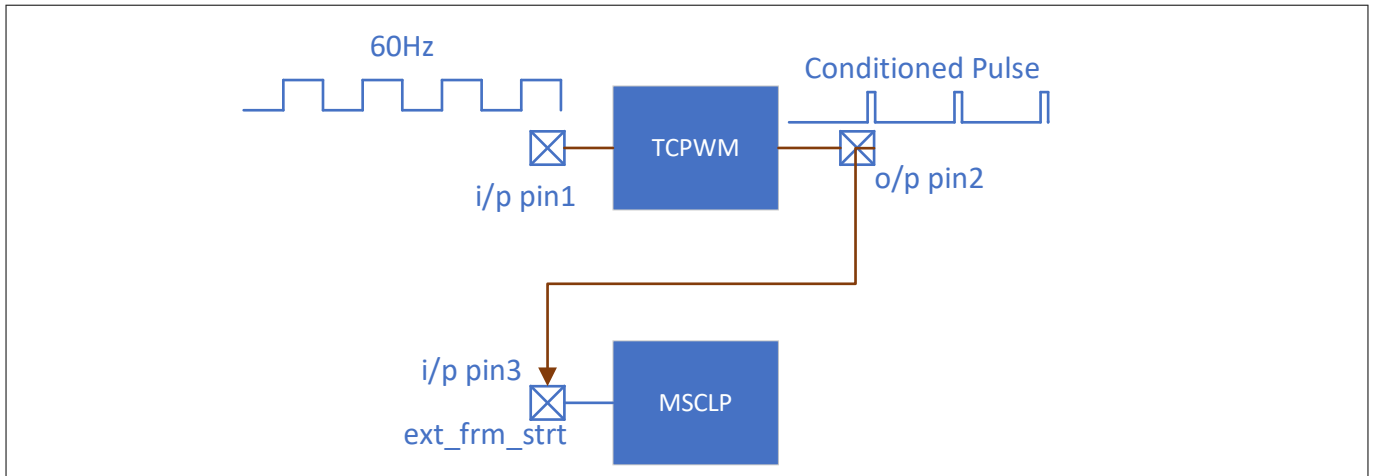 60Hz
Conditioned Pulse
TCPWM
i/p pin1
o/p pin2
i/p pin3
MSCLP
ext_frm_strt